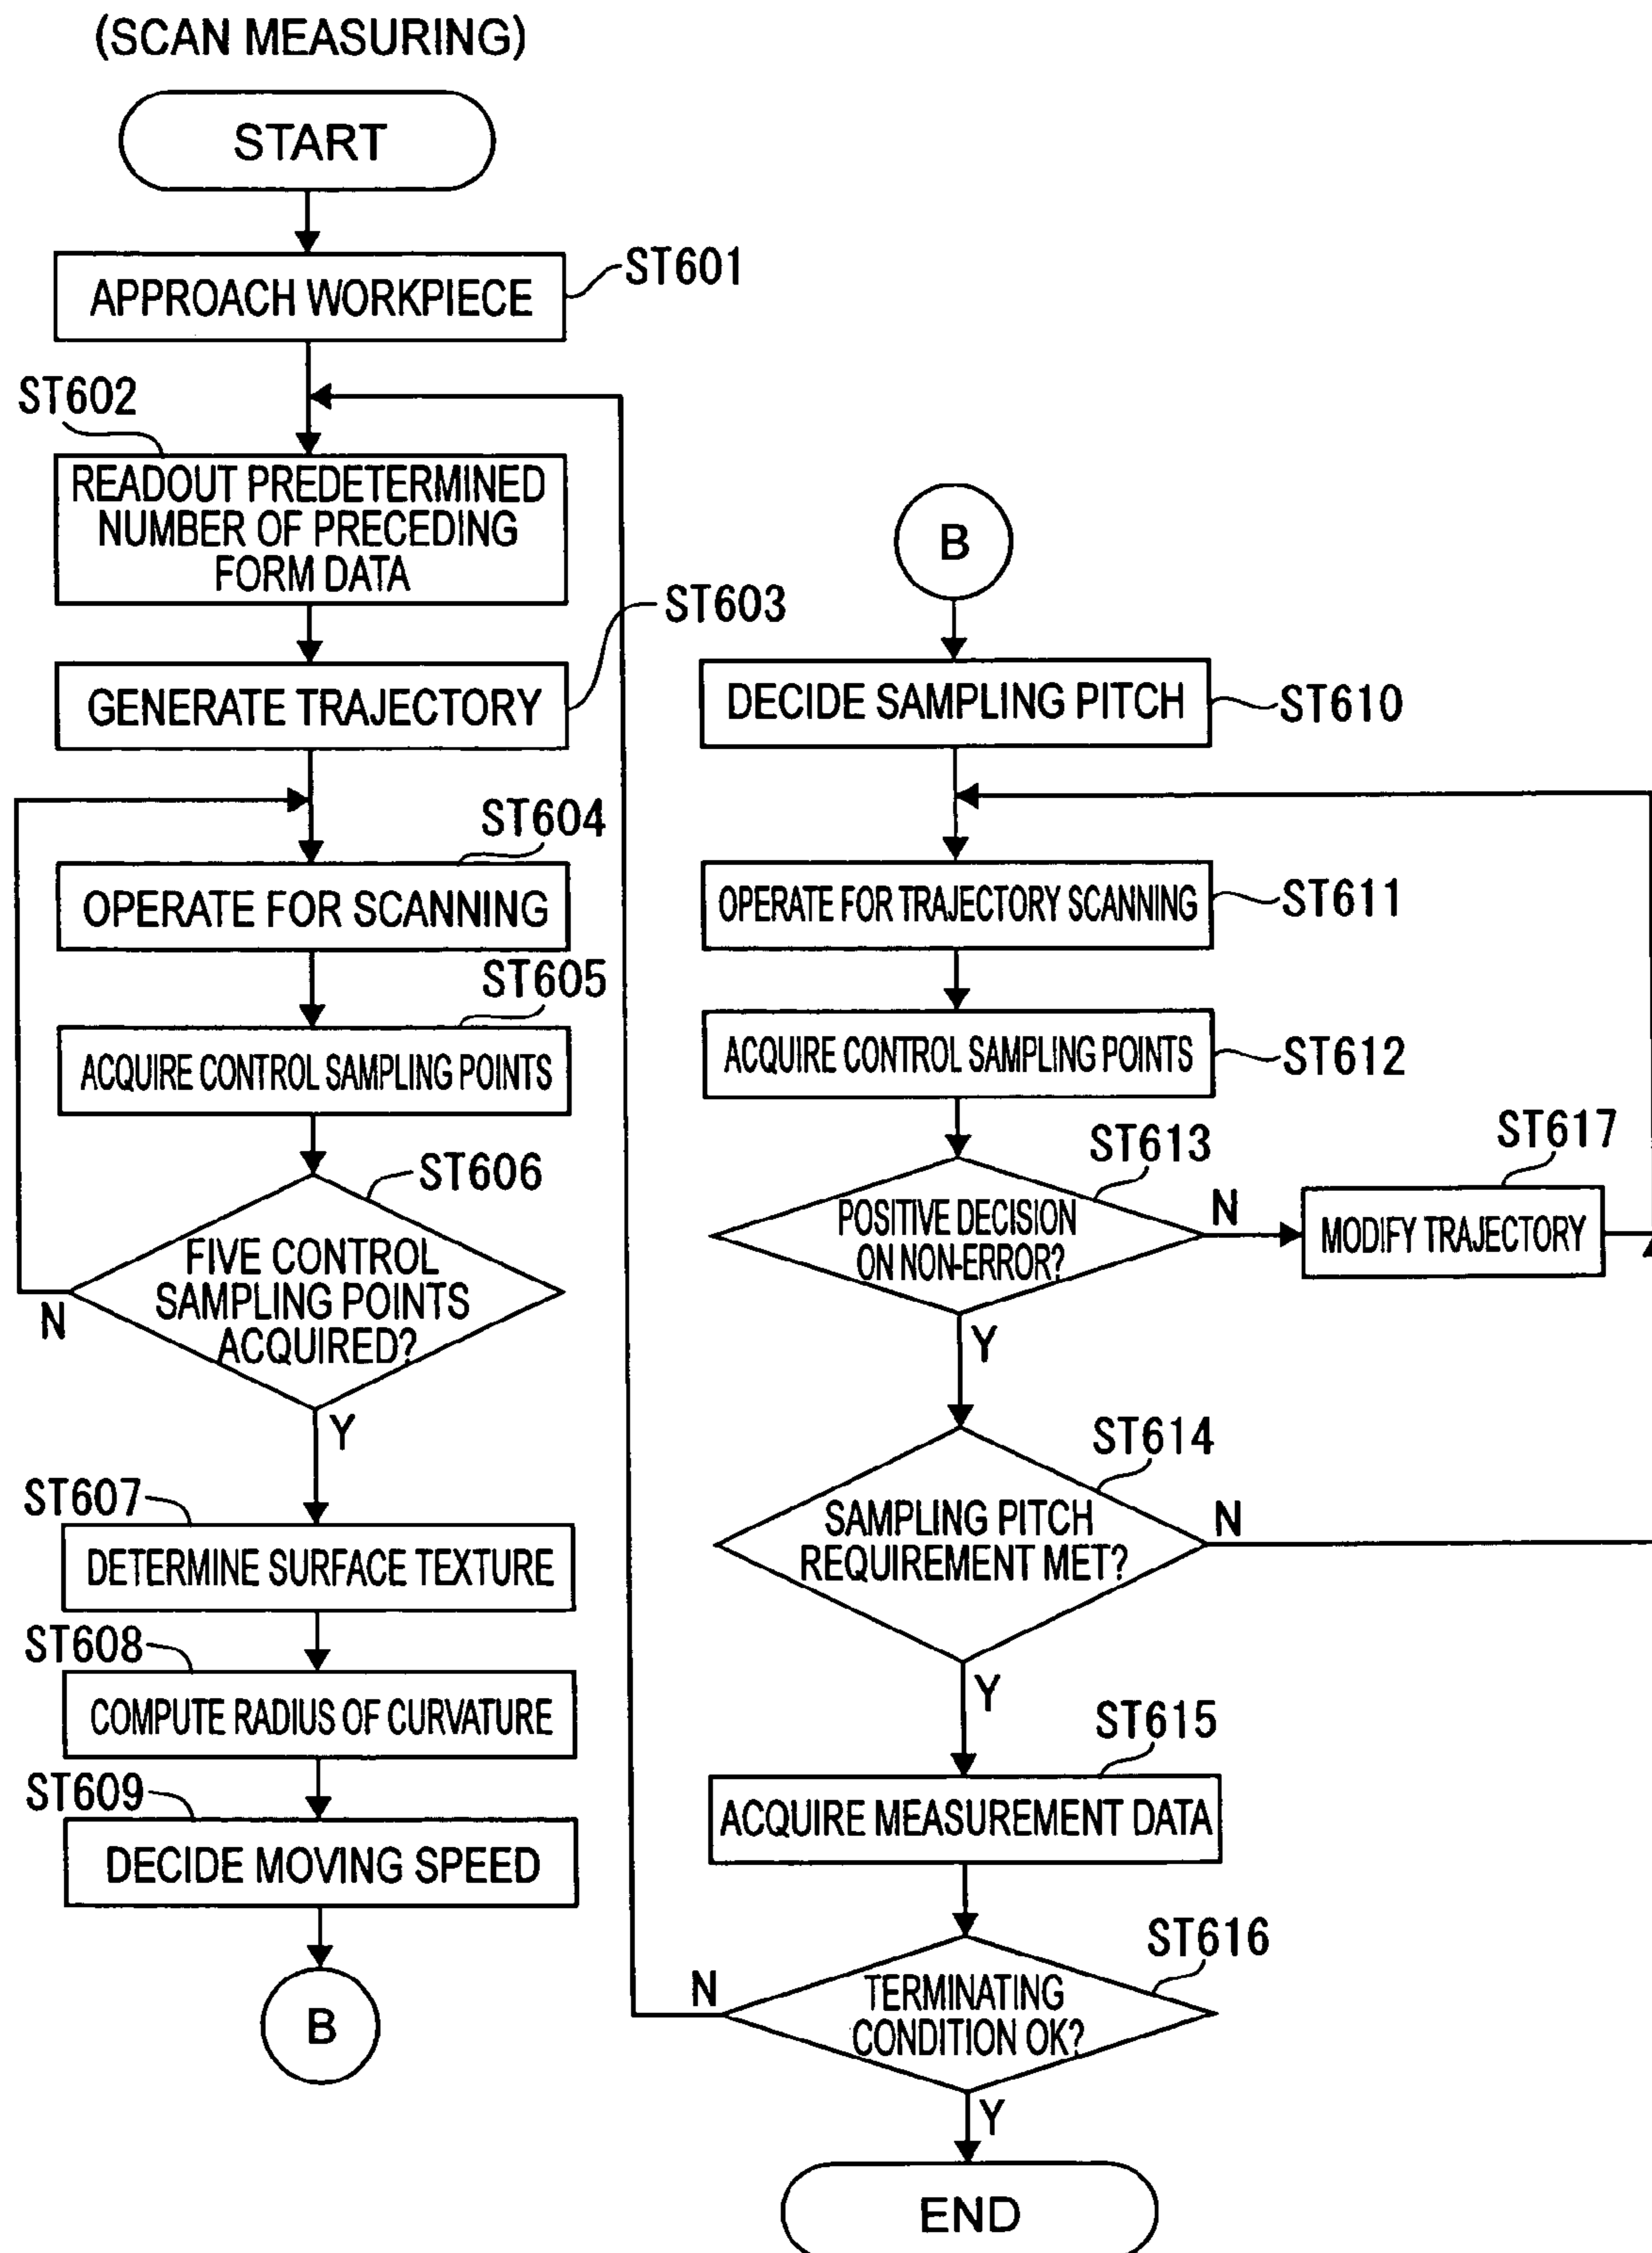 (SCAN MEASURING)
START
APPROACH WORKPIECE
ST601
ST602
READOUT PREDETERMINED
NUMBER OF PRECEDING
FORM DATA
ST603
GENERATE TRAJECTORY
ST604
OPERATE FOR SCANNING
ST605
ACQUIRE CONTROL SAMPLING POINTS
ST606
FIVE CONTROL
SAMPLING POINTS
ACQUIRED?
N
Y
ST607
DETERMINE SURFACE TEXTURE
ST608
COMPUTE RADIUS OF CURVATURE
ST609
DECIDE MOVING SPEED
B
B
DECIDE SAMPLING PITCH
ST610
OPERATE FOR TRAJECTORY SCANNING
ST611
ACQUIRE CONTROL SAMPLING POINTS
ST612
ST613
POSITIVE DECISION
ON NON-ERROR?
N
ST617
MODIFY TRAJECTORY
Y
ST614
SAMPLING PITCH
REQUIREMENT MET?
N
Y
ST615
ACQUIRE MEASUREMENT DATA
ST616
TERMINATING
CONDITION OK?
N
Y
END